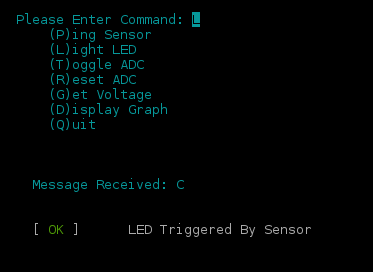 Please Enter Command: L
(P)ing Sensor
(L)ight LED
(T)oggle ADC
(R)eset ADC
(G)et Voltage
(D)isplay Graph
(Q)uit
Message Received: C
[ OK ] LED Triggered By Sensor